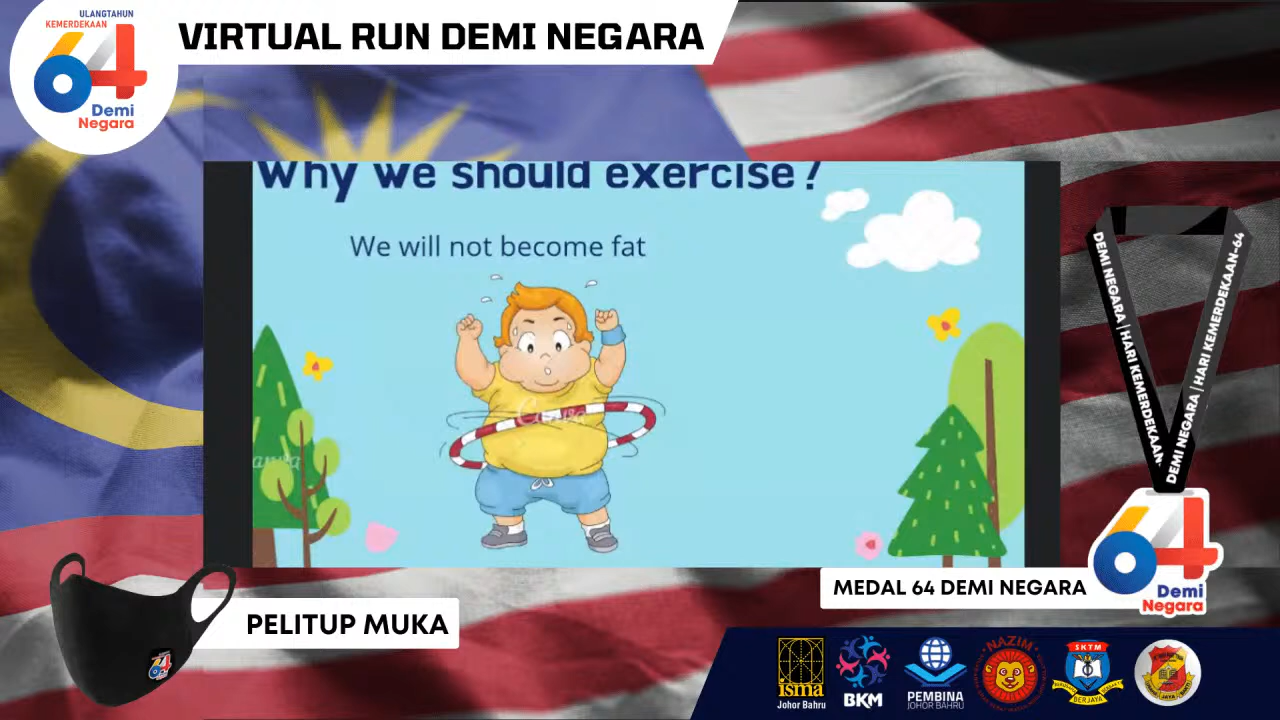 ULANGTAHUN
KEMERDEKAAN
64
Demi
Negara
VIRTUAL RUN DEMI NEGARA
Why we should exercise?
We will not become fat
Canva
DEMI NEGARA | HARI KEMERDEKAAN-
DEMI NEGARA | HARI KEMERDEKAAN-64
64
Demi
Negara
MEDAL 64 DEMI NEGARA
PELITUP MUKA
isma
Johor Bahru
BKM
PEMBINA
JOHOR BAHRU
NAZIM
SKTM
BERJAYA